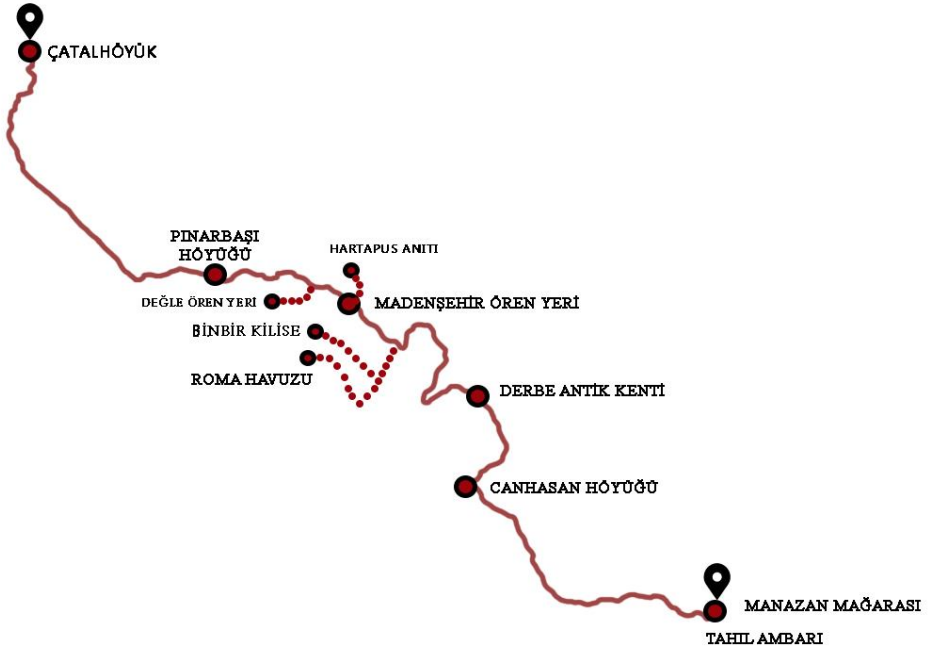 ÇATALHÖYÜK
PINARBAŞI
HÖYÜĞÜ
HARTAPUS ANITI
DEĞLE ÖREN YERİ
MADENŞEHİR ÖREN YERİ
BİNBİR KİLİSE
ROMA HAVUZU
DERBE ANTİK KENTİ
CANHASAN HÖYÜĞÜ
MANAZAN MAĞARASI
TAHIL AMBARI